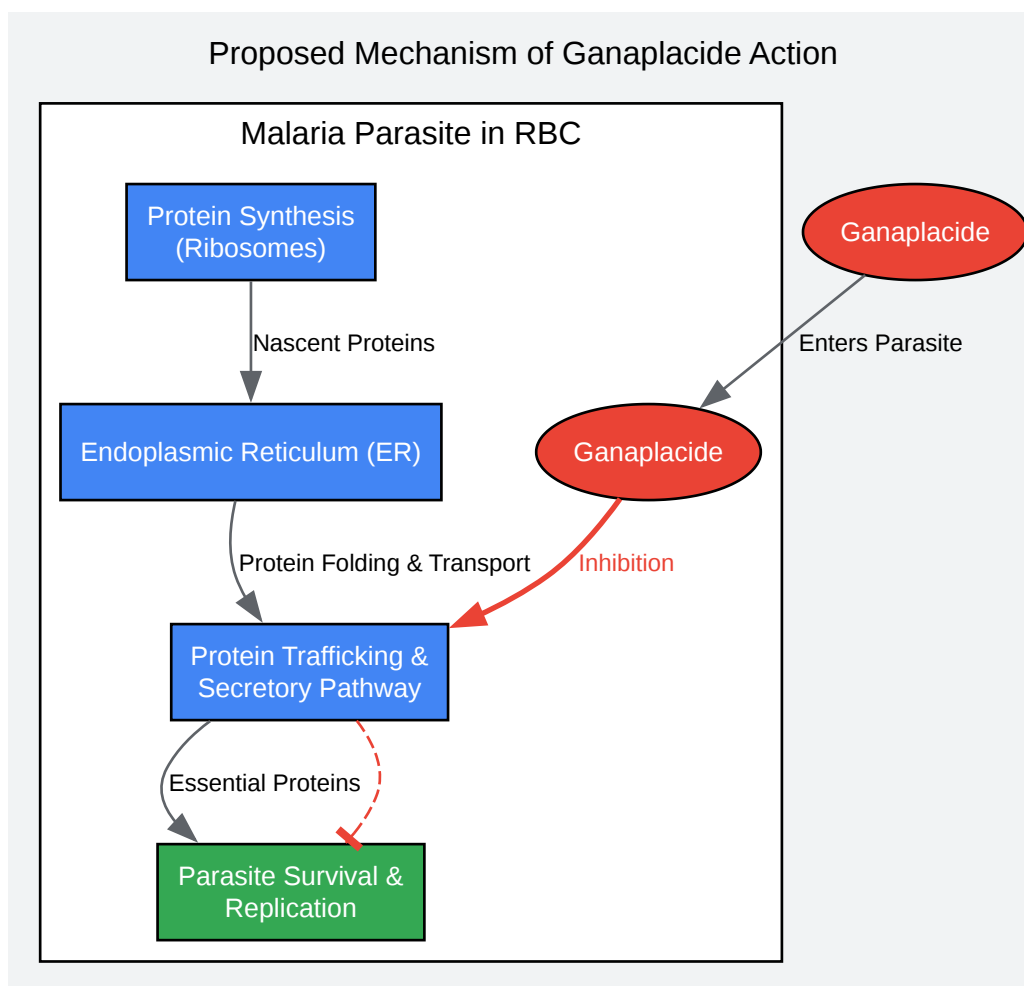 Proposed Mechanism of Ganaplacide Action
Malaria Parasite in RBC
Protein Synthesis
(Ribosomes)
Ganaplacide
Nascent Proteins
Enters Parasite
Endoplasmic Reticulum (ER)
Ganaplacide
Protein Folding & Transport
Inhibition
Protein Trafficking &
Secretory Pathway
Essential Proteins
Parasite Survival &
Replication